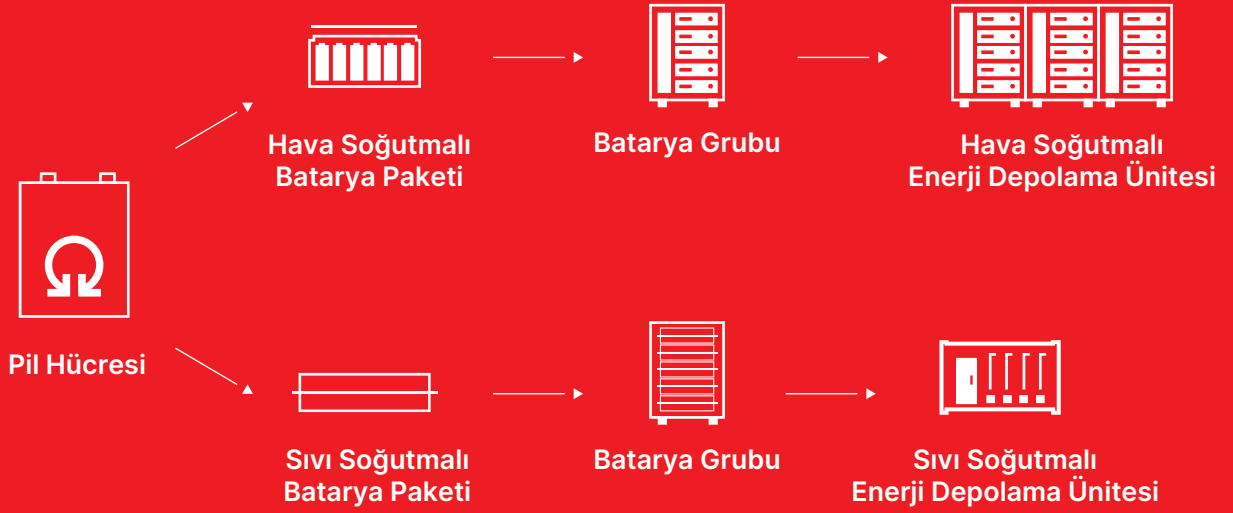 Hava Soğutmalı
Batarya Paketi
Batarya Grubu
Hava Soğutmalı
Enerji Depolama Ünitesi
Pil Hücresi
Sıvı Soğutmalı
Batarya Paketi
Batarya Grubu
Sıvı Soğutmalı
Enerji Depolama Ünitesi